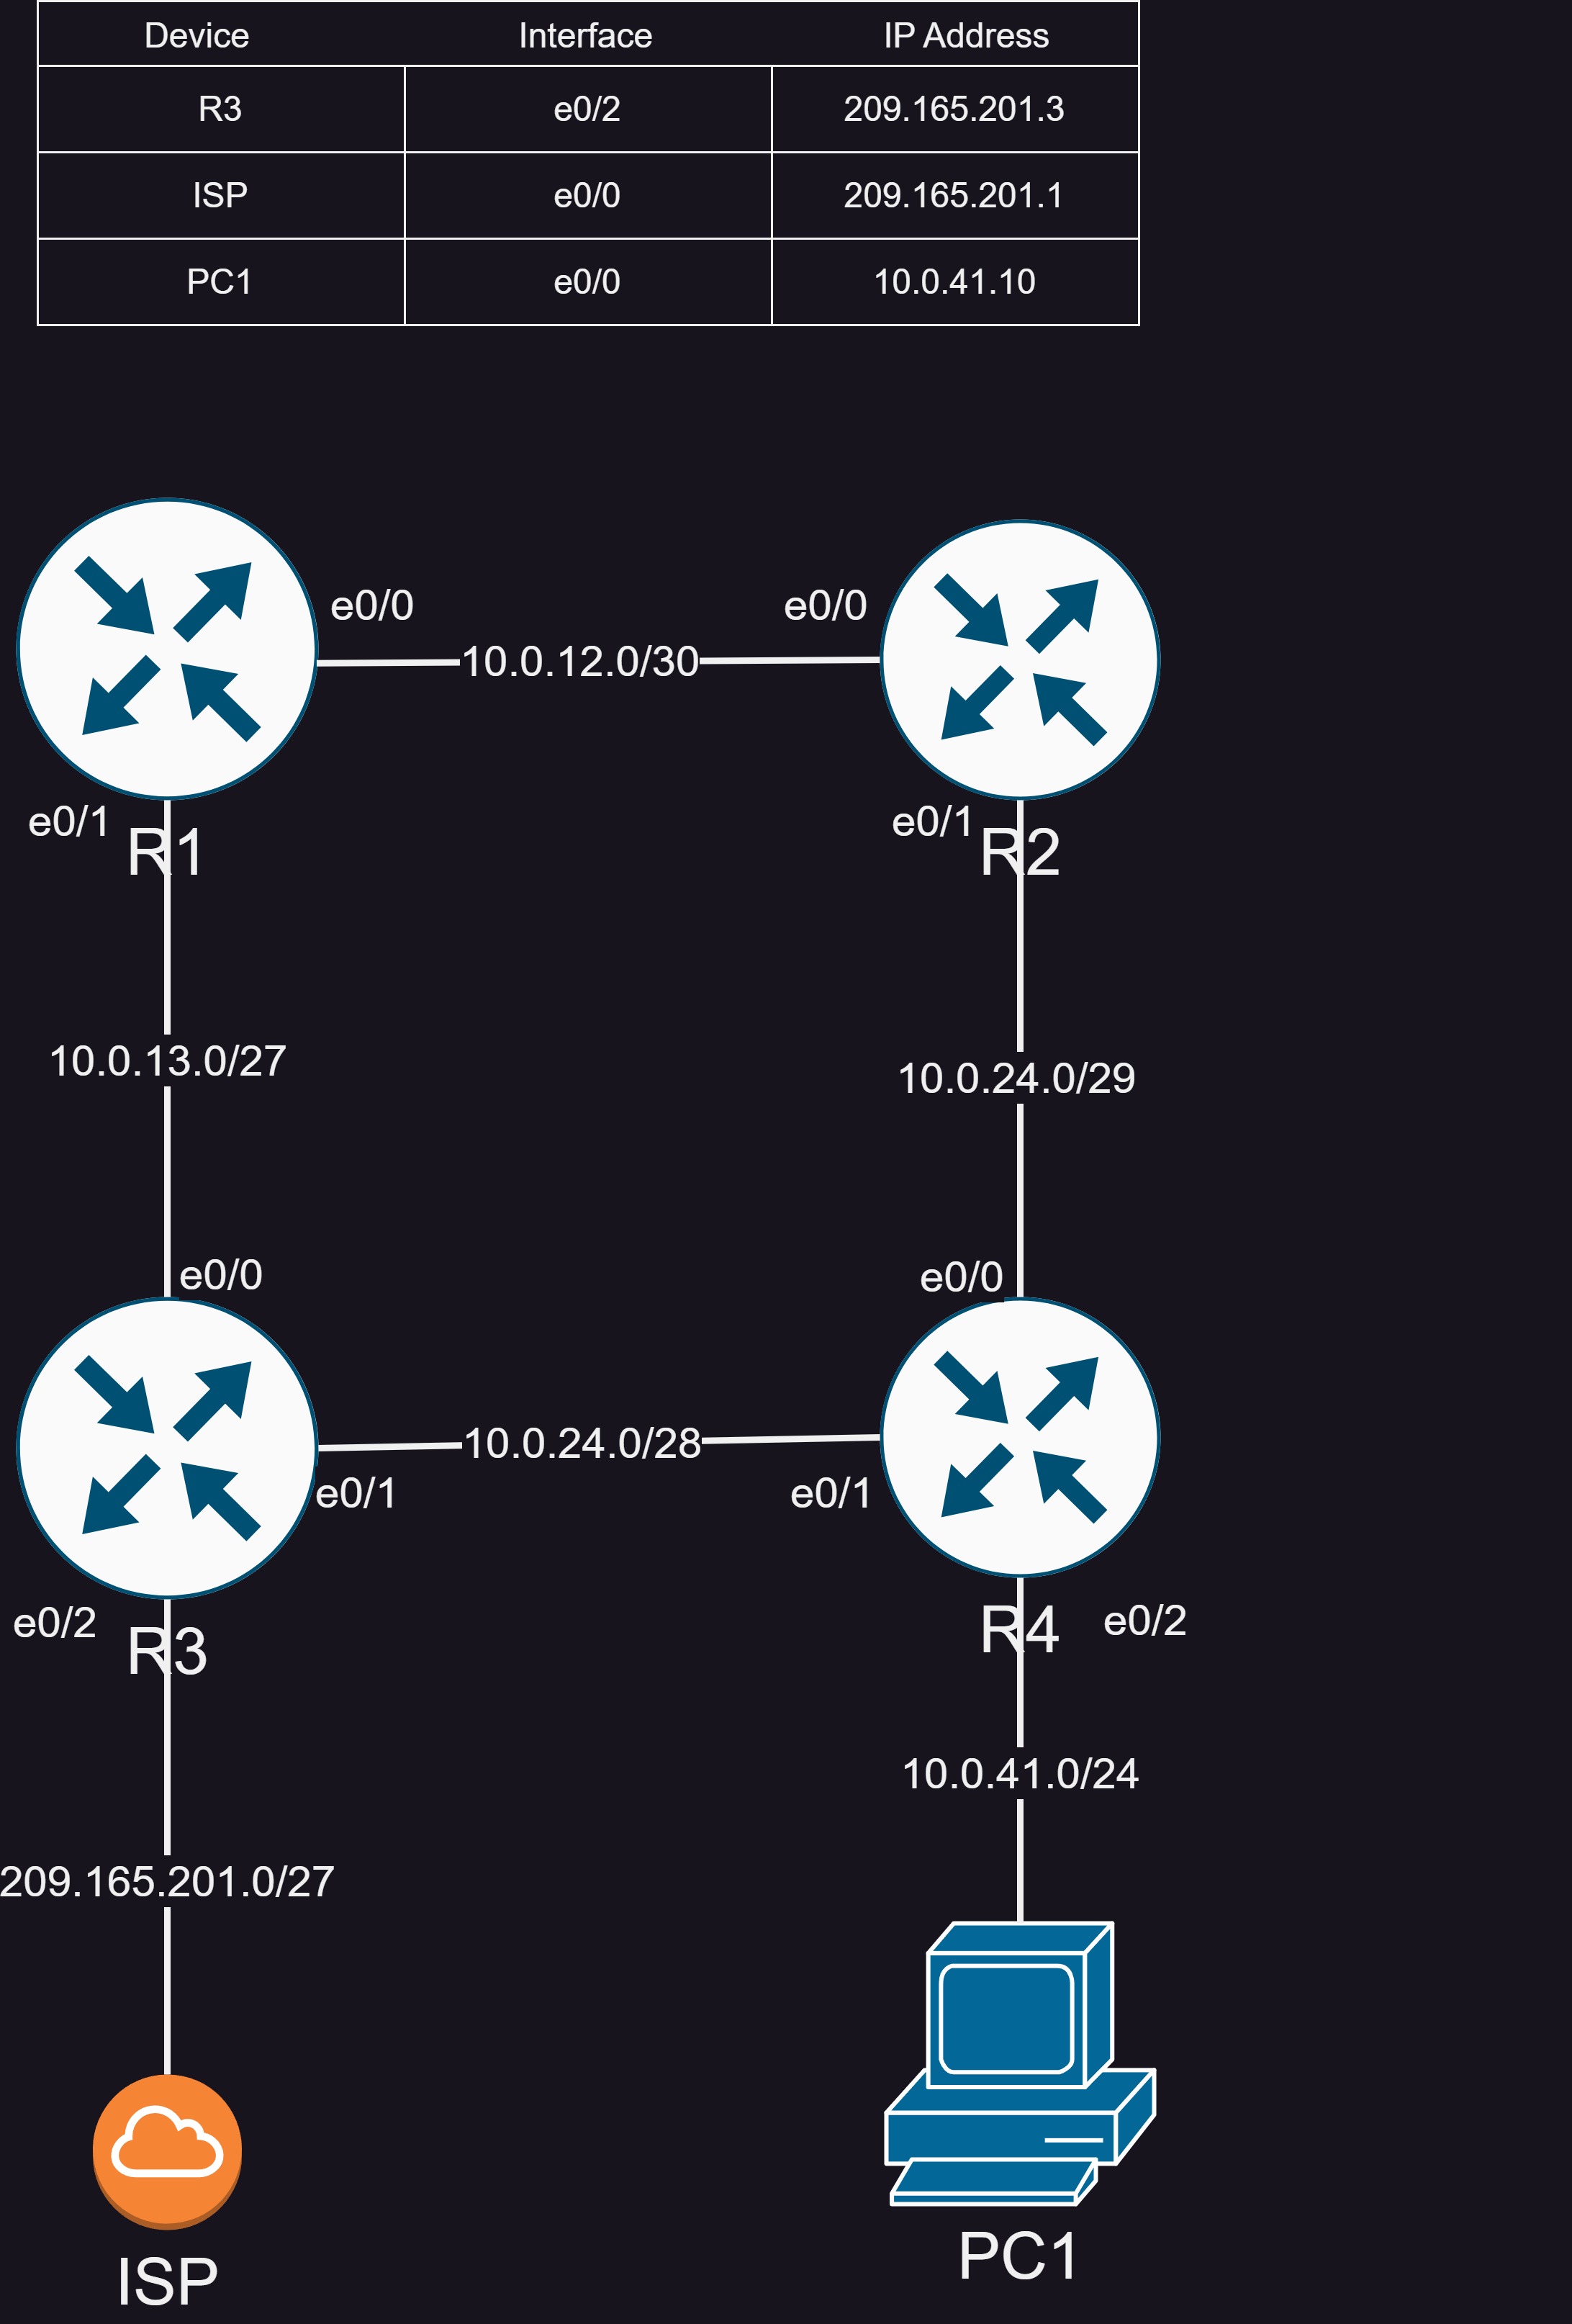 Device Interface IP Address
R3 e0/2 209.165.201.3
ISP e0/0 209.165.201.1
PC1 e0/0 10.0.41.10
e0/0 e0/0
10.0.12.0/30
e0/1 e0/1
R1 R2
10.0.13.0/27
10.0.24.0/29
e0/0 e0/0
10.0.24.0/28
e0/1 e0/1
e0/2 e0/2
R3 R4
10.0.41.0/24
209.165.201.0/27
PC1
ISP